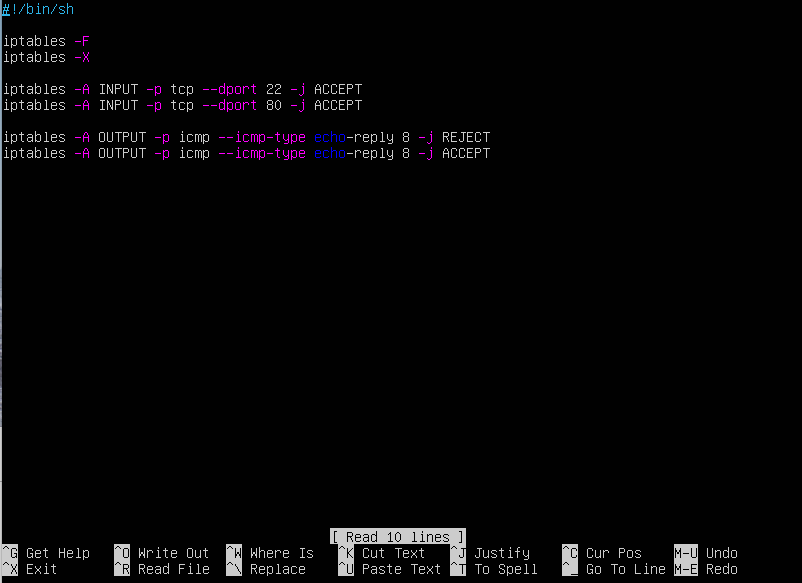 #!/bin/sh
iptables -F
iptables -X
iptables -A INPUT -p tcp --dport 22 -j ACCEPT
iptables -A INPUT -p tcp --dport 80 -j ACCEPT
iptables -A OUTPUT -p icmp --icmp-type echo-reply 8 -j REJECT
iptables -A OUTPUT -p icmp --icmp-type echo-reply 8 -j ACCEPT
[ Read 10 lines ]
^G Get Help ^O Write Out ^W Where Is ^K Cut Text ^J Justify ^C Cur Pos M-U Undo
^X Exit ^R Read File ^\ Replace ^U Paste Text ^T To Spell ^_ Go To Line M-E Redo